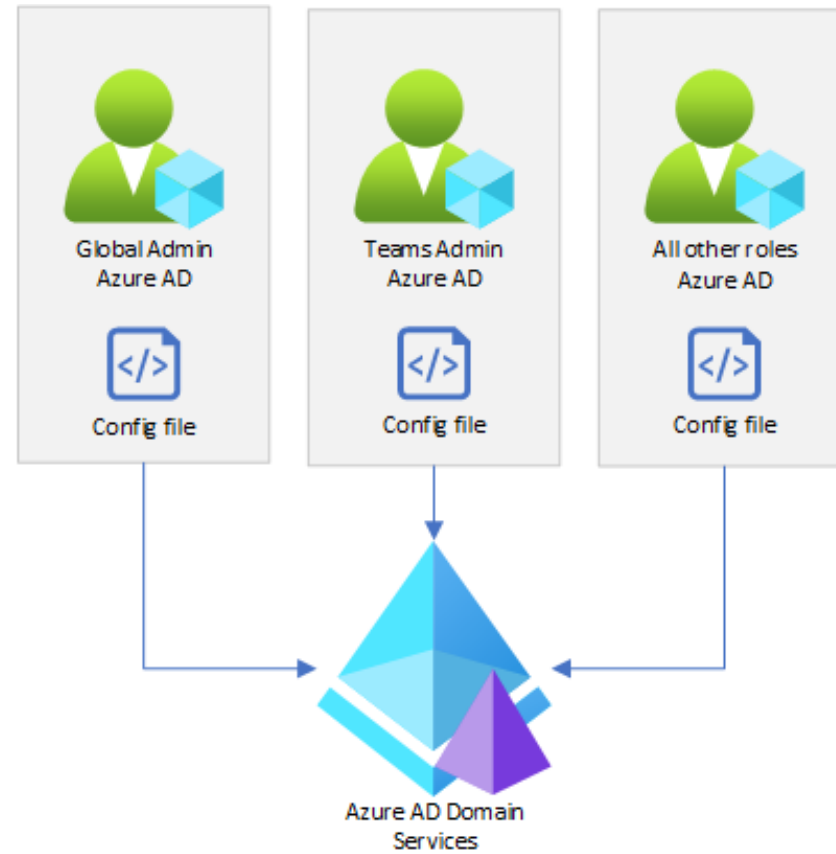 Global Admin
Azure AD
</>
Config file
Teams Admin
Azure AD
</>
Config file
All other roles
Azure AD
</>
Config file
Azure AD Domain
Services